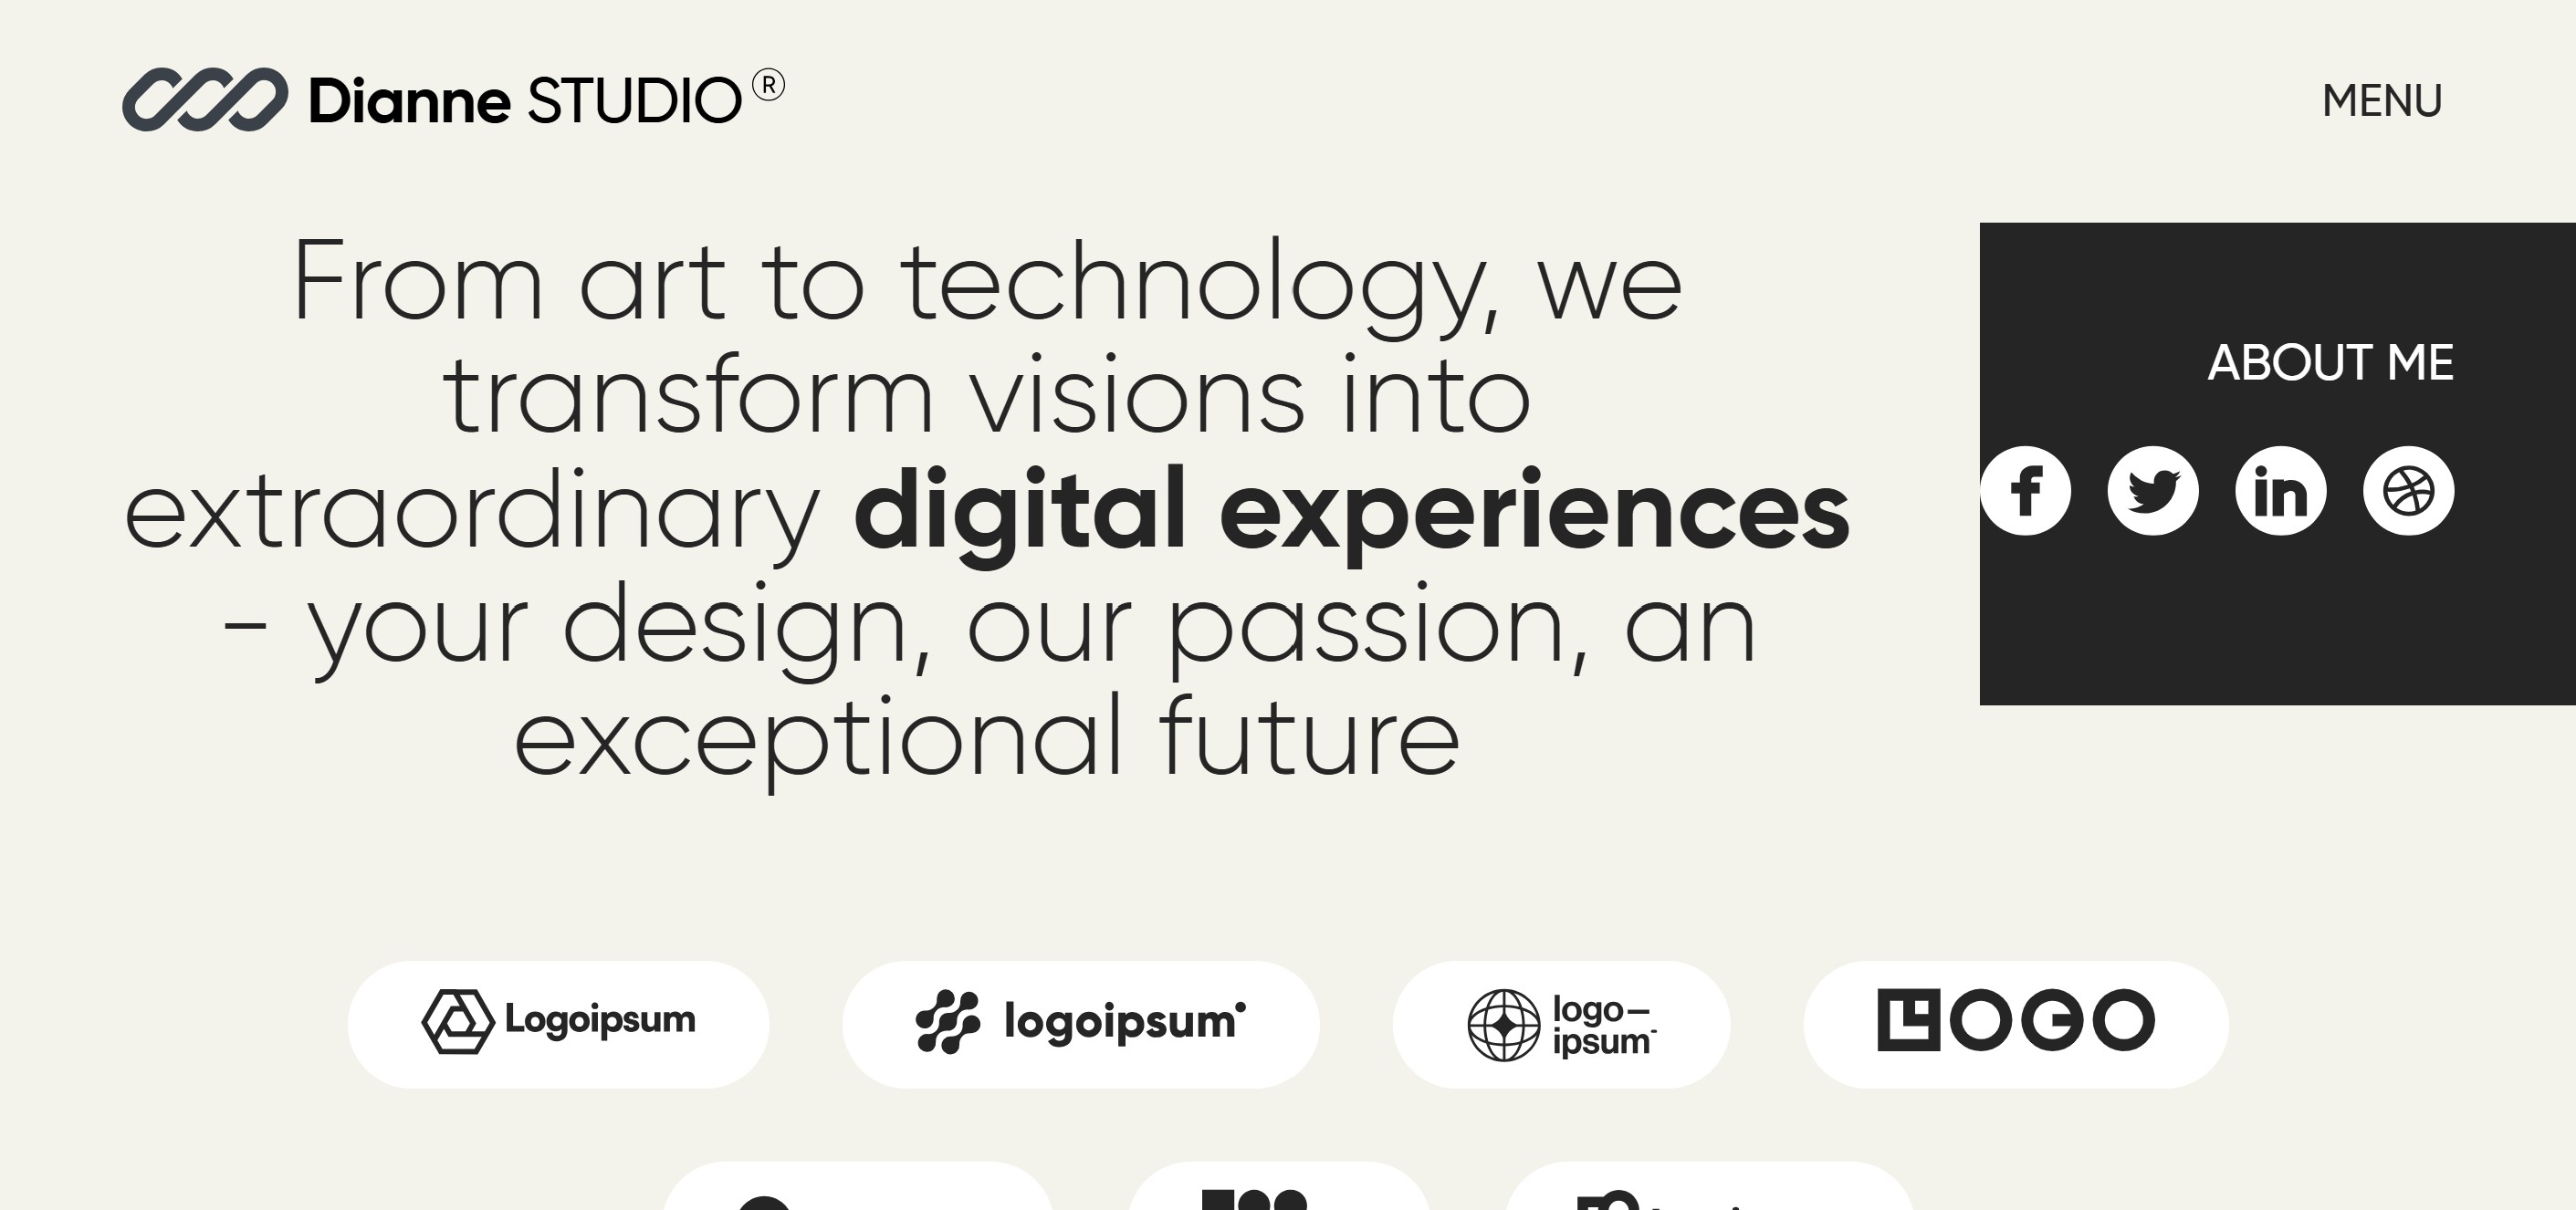 Dianne STUDIO®
MENU
From art to technology, we
transform visions into
extraordinary digital experiences
- your design, our passion, an
exceptional future
ABOUT ME
Logoipsum
logoipsum
logo—
ipsum
LOGO